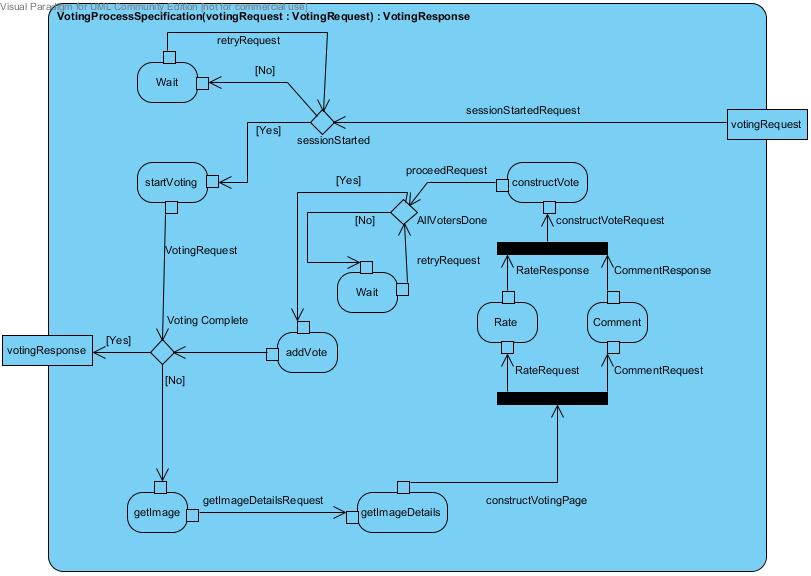 Visual Paradigm for UML Community Edition [not for commercial use]
VotingProcessSpecification(votingRequest : VotingRequest) : VotingResponse
retryRequest
Wait
[No]
sessionStartedRequest
votingRequest
[Yes]
sessionStarted
startVoting
[Yes]
proceedRequest
constructVote
[No]
AllVotersDone
constructVoteRequest
VotingRequest
retryRequest
RateResponse
CommentResponse
Wait
Voting Complete
Rate
Comment
[Yes]
votingResponse
addVote
[No]
RateRequest
CommentRequest
getImageDetailsRequest
constructVotingPage
getImage
getImageDetails